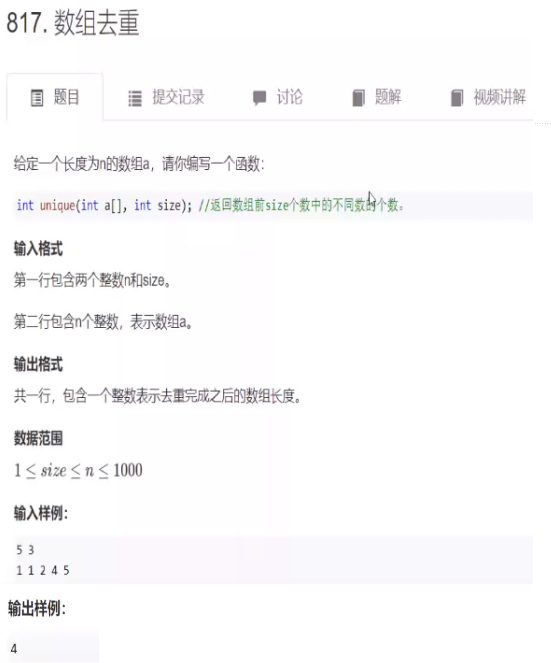 817. 数组去重
题目 提交记录 讨论 题解 视频讲解
给定一个长度为n的数组a，请你编写一个函数：
int unique(int a[], int size); //返回数组前size个数中的不同数的个数。
输入格式
第一行包含两个整数n和size。
第二行包含n个整数，表示数组a。
输出格式
共一行，包含一个整数表示去重完成之后的数组长度。
数据范围
1 ≤ size ≤ n ≤ 1000
输入样例：
5 3
1 1 2 4 5
输出样例：
4